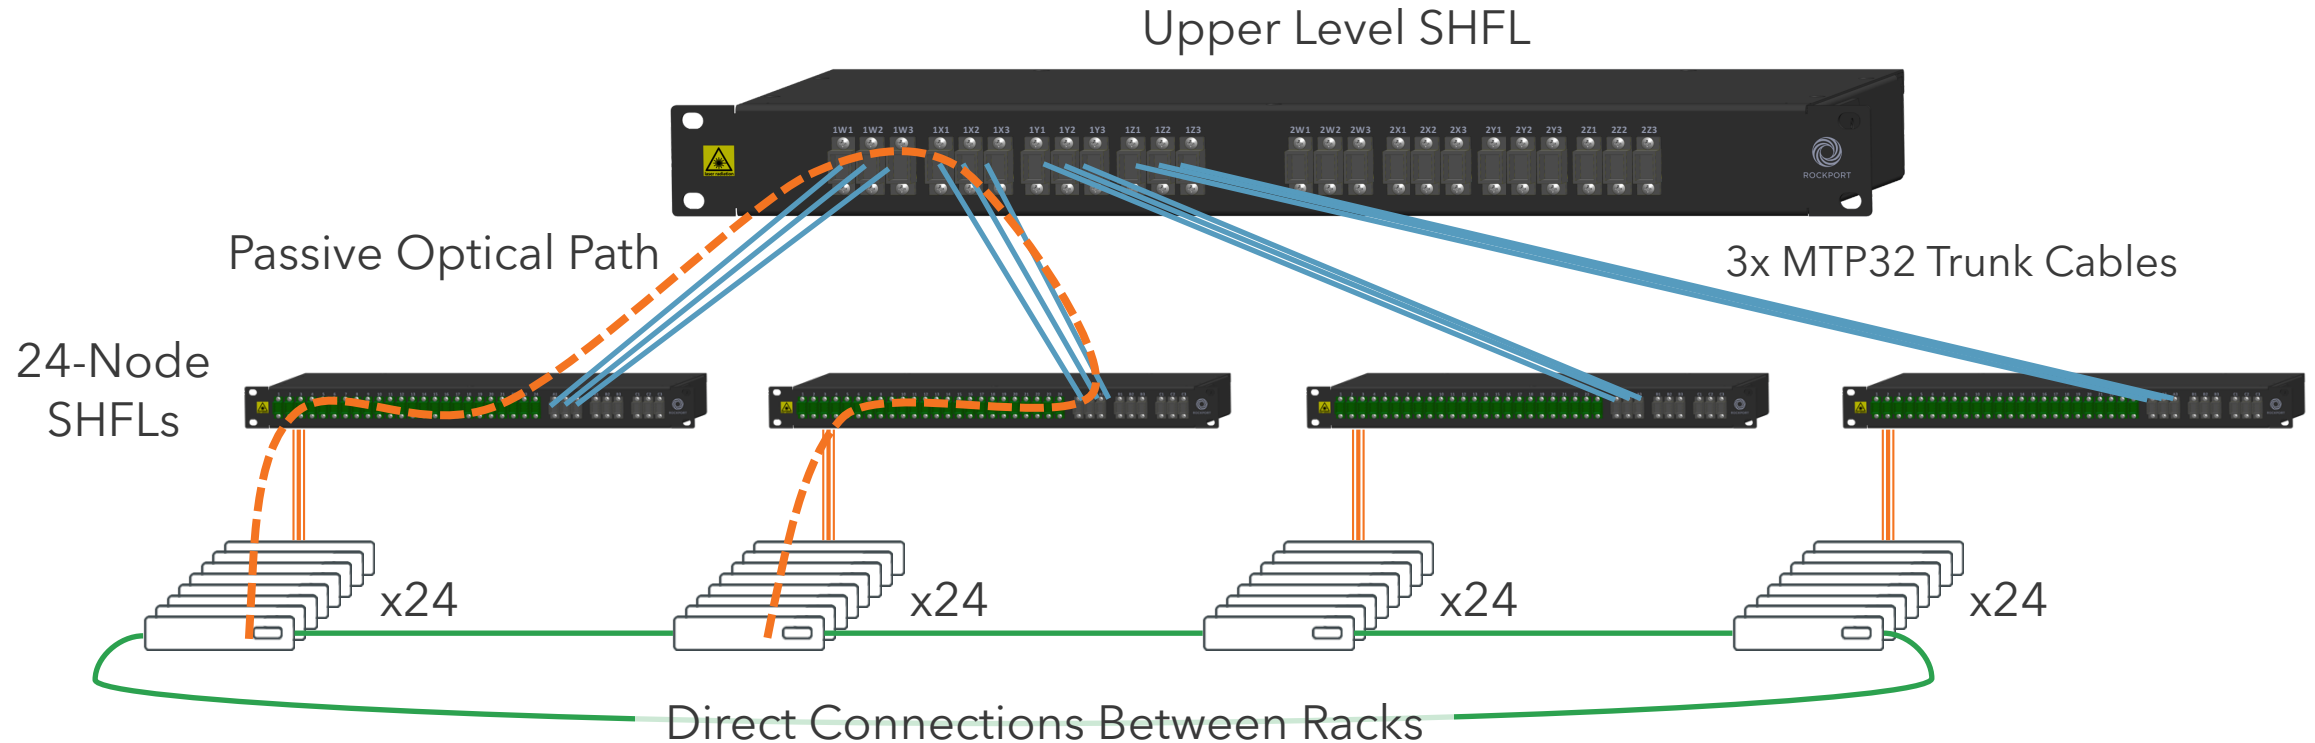 Upper Level SHFL
1W1 1W2 1W3 1X1 1X2 1X3 1Y1 1Y2 1Y3 1Z1 1Z2 1Z3 2W1 2W2 2W3 2X1 2X2 2X3 2Y1 2Y2 2Y3 2Z1 2Z2 2Z3
ROCKPORT
Passive Optical Path
3x MTP32 Trunk Cables
24-Node
SHFLs
x24 x24 x24 x24
Direct Connections Between Racks